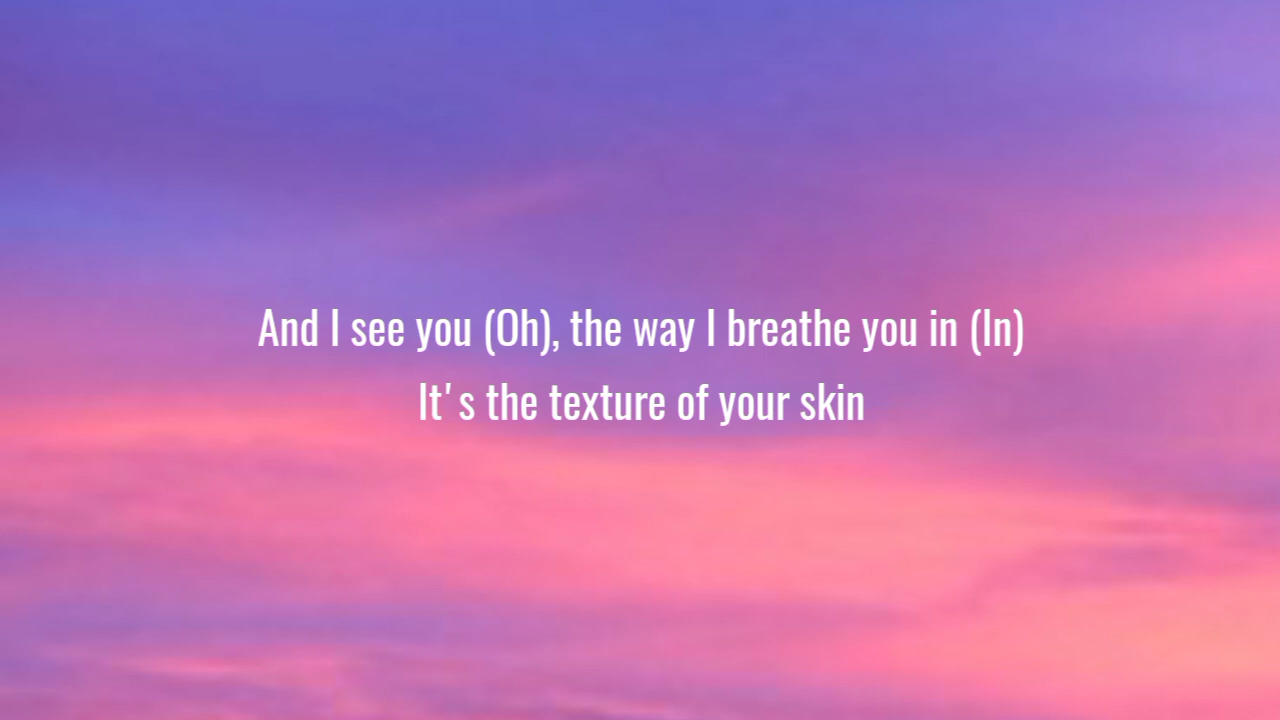 And I see you (Oh), the way I breathe you in (In)
It's the texture of your skin